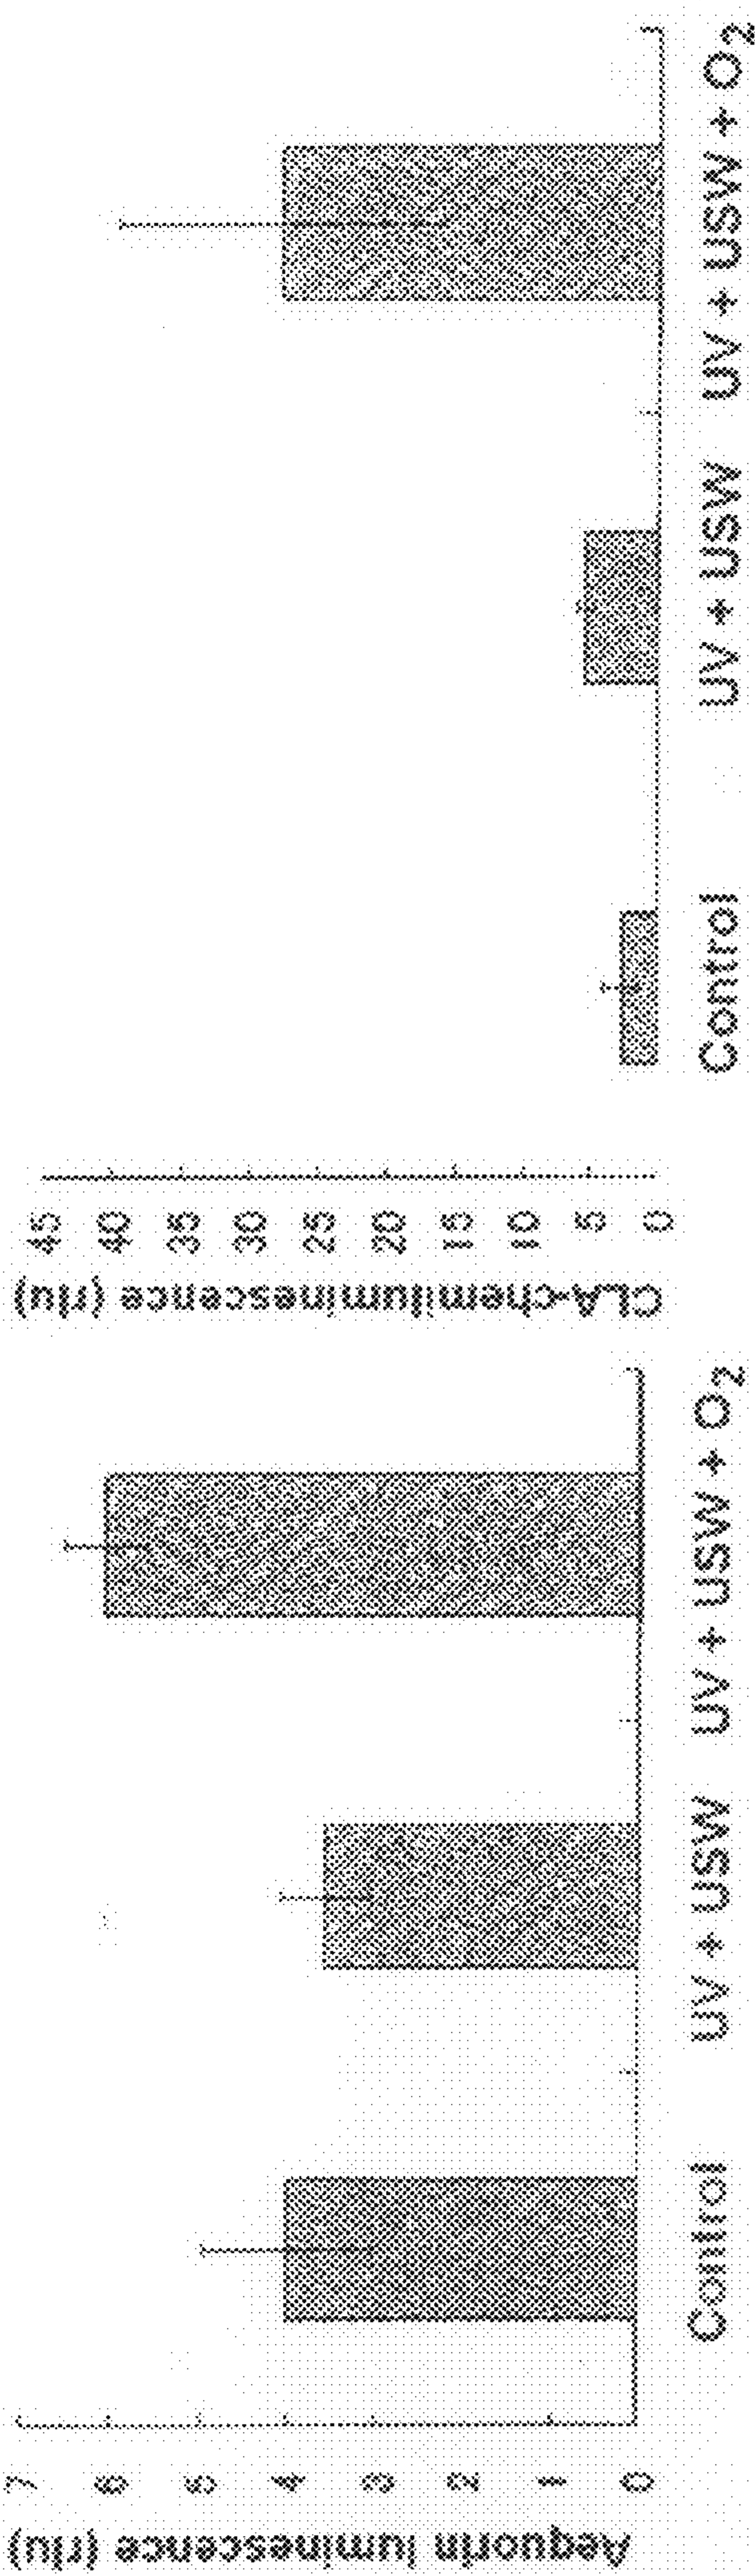 Aequorin luminescence (rlu)
7
6
5
4
3
2
1
0
Control
UV + USW
UV + USW + O2
CLA-chemiluminescence (rlu)
45
40
35
30
25
20
15
10
5
0
Control
UV + USW
UV + USW + O2